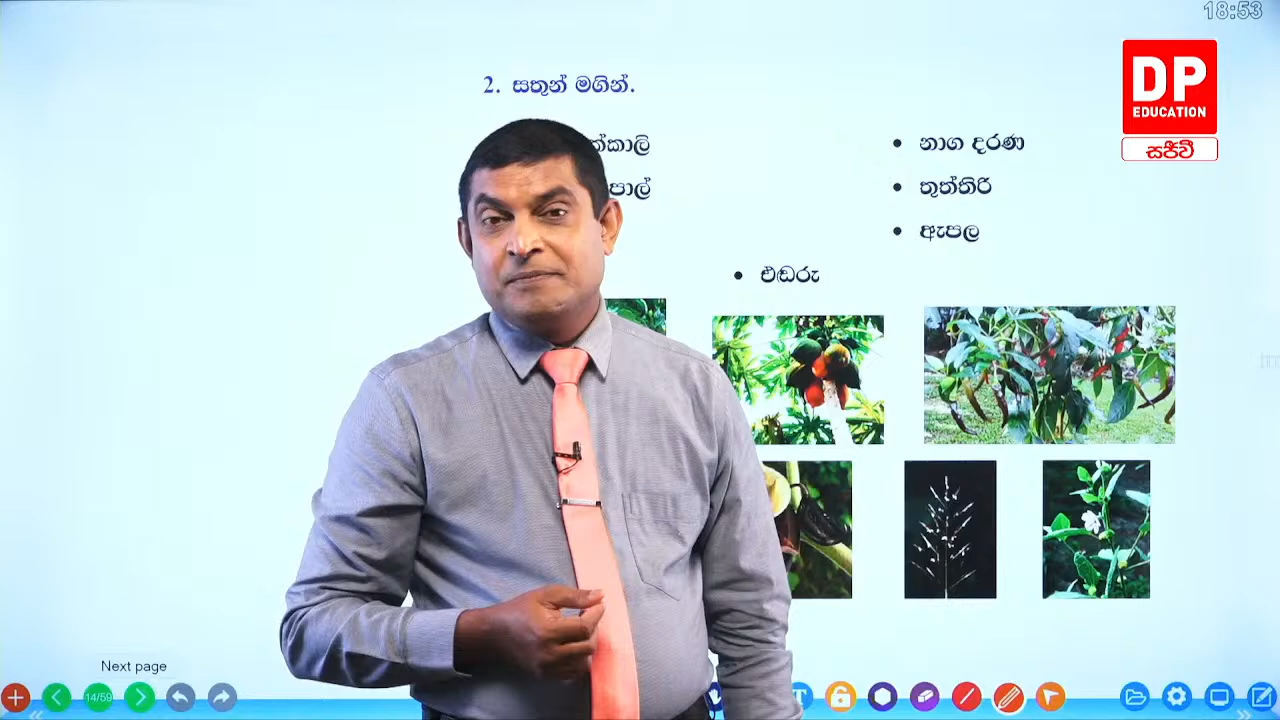 18:53
DP
EDUCATION
සජීවී
2. සතුන් මගින්.
නාග දරණ
තුත්තිරි
ඇපල
එඬරු
Next page
14/59
T